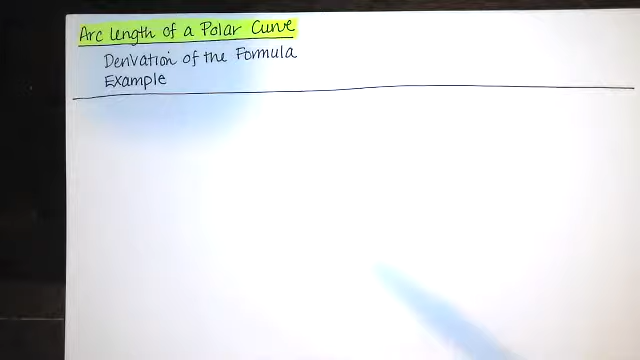 Arc length of a Polar Curve
Derivation of the Formula
Example